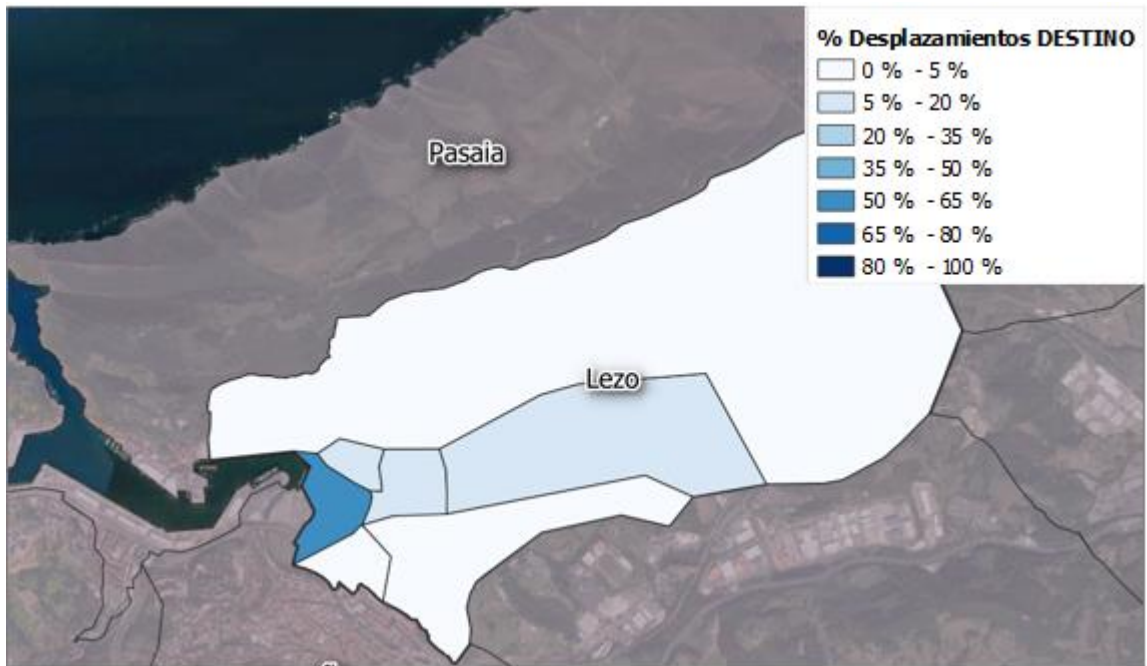 % Desplazamientos DESTINO
0 % - 5 %
5 % - 20 %
20 % - 35 %
35 % - 50 %
50 % - 65 %
65 % - 80 %
80 % - 100 %
Pasaia
Lezo